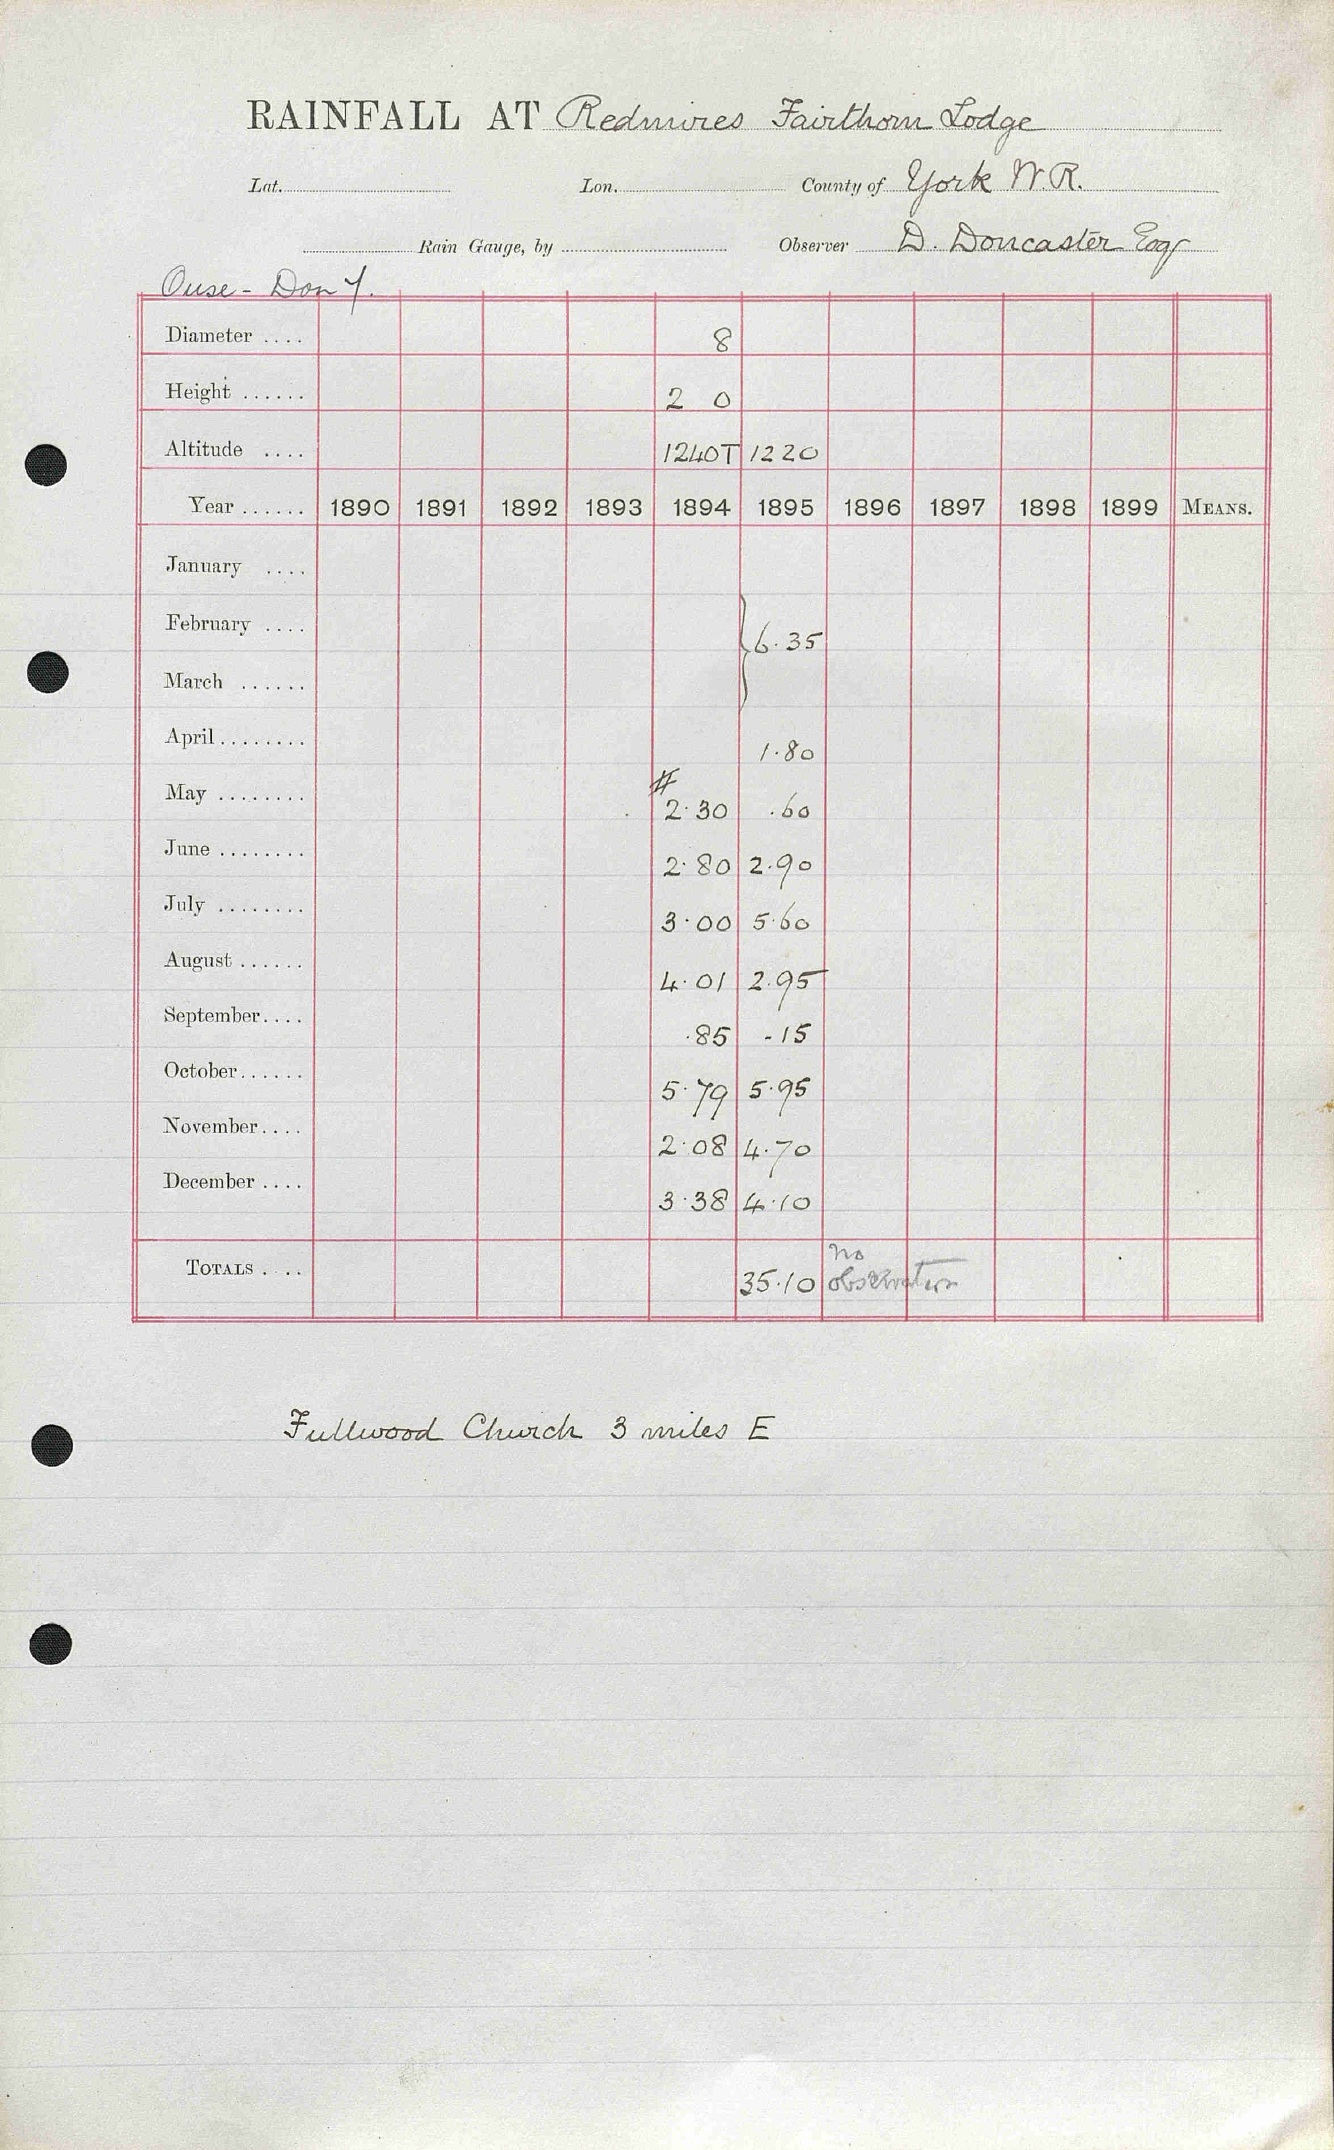 RAINFALL AT Redmires Fairthorn Lodge
Lat. Lon. County of York W.R.
Rain Gauge, by Observer D. Doncaster Esq
Ouse - Don
Diameter .... 8
Height ...... 2 0
Altitude .... 1240T 1220
Year ...... 1890 1891 1892 1893 1894 1895 1896 1897 1898 1899 MEANS.
January ....
February ....
} 6.35
March ......
April ........ 1.80
#
May ........ 2.30 .60
June ........ 2.80 2.90
July ........ 3.00 5.60
August ...... 4.01 2.95
September .... .85 .15
October ...... 5.79 5.95
November .... 2.08 4.70
December .... 3.38 4.10
no
TOTALS .... 35.10 observation
Fullwood Church 3 miles E